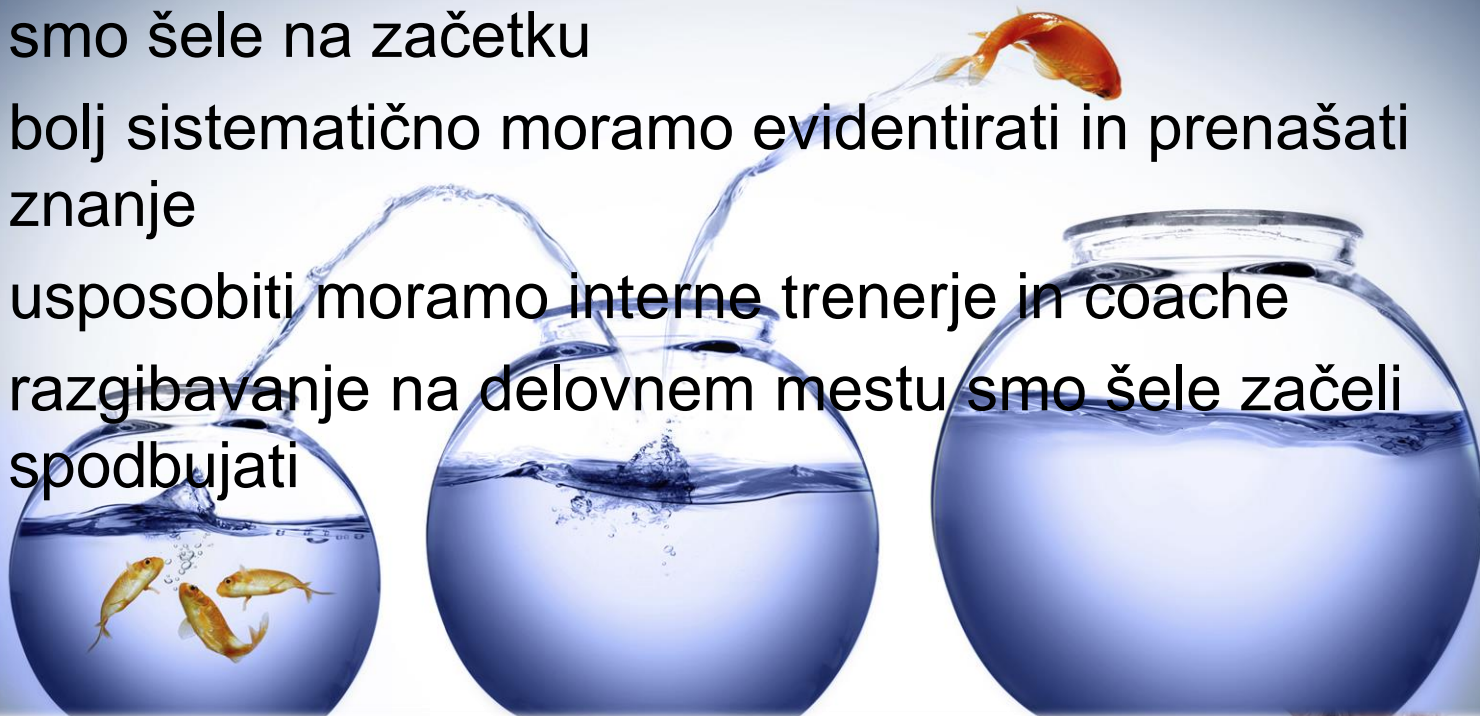 smo šele na začetku
bolj sistematično moramo evidentirati in prenašati
znanje
usposobiti moramo interne trenerje in coache
razgibavanje na delovnem mestu smo šele začeli
spodbujati